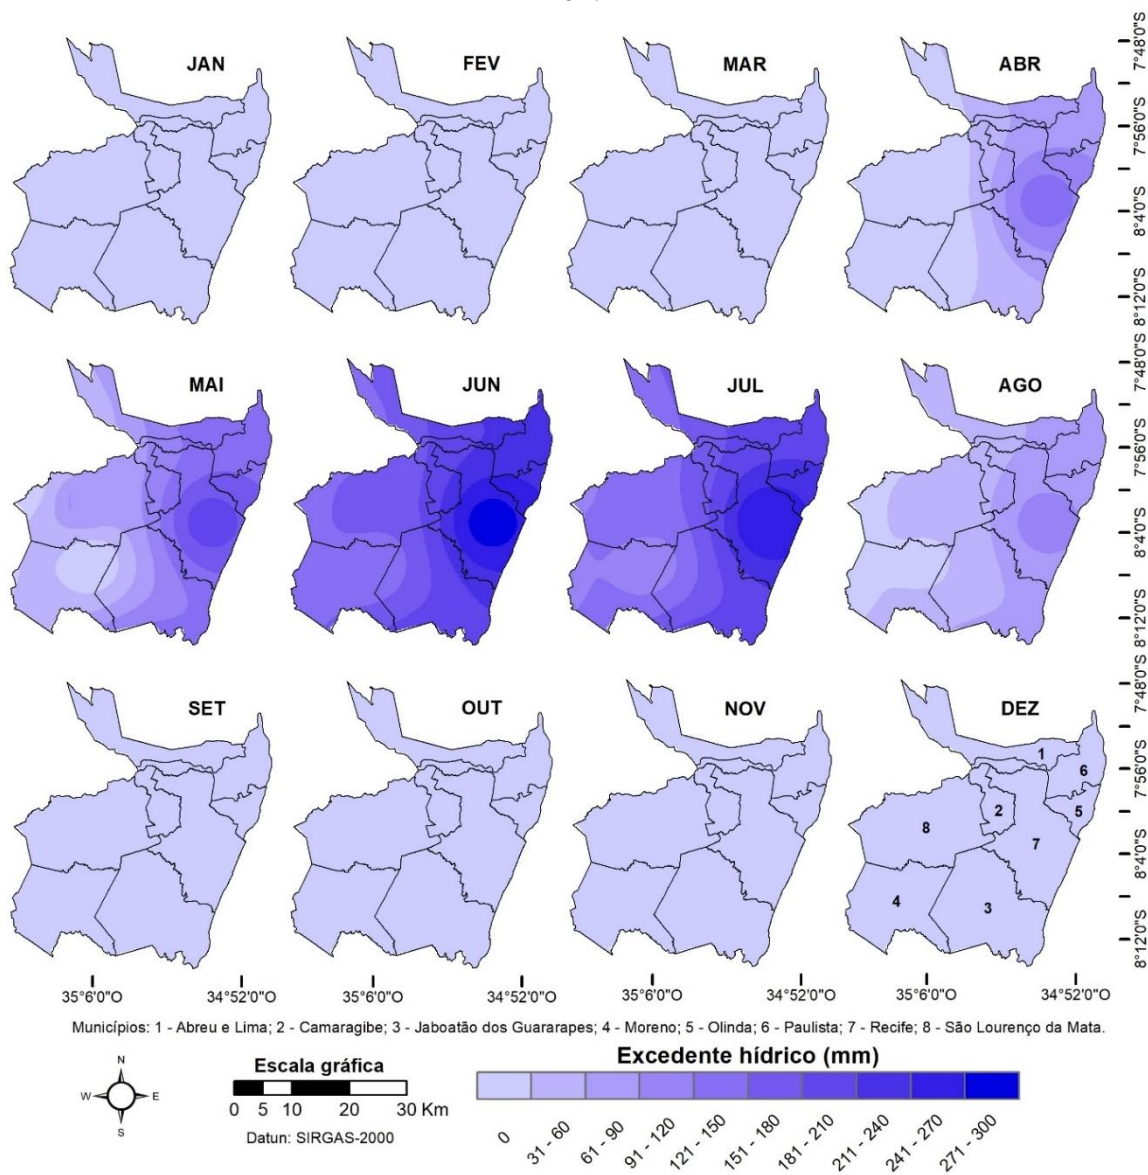 JAN FEV MAR ABR
7°48'0"S
7°56'0"S
8°4'0"S
8°12'0"S
MAI JUN JUL AGO
7°48'0"S
7°56'0"S
8°4'0"S
8°12'0"S
SET OUT NOV DEZ
7°48'0"S
7°56'0"S
8°4'0"S
8°12'0"S
1
6
2
5
8
7
4
3
35°6'0"O 34°52'0"O 35°6'0"O 34°52'0"O 35°6'0"O 34°52'0"O 35°6'0"O 34°52'0"O
Municípios: 1 - Abreu e Lima; 2 - Camaragibe; 3 - Jaboatão dos Guararapes; 4 - Moreno; 5 - Olinda; 6 - Paulista; 7 - Recife; 8 - São Lourenço da Mata.
N
W E
S
Escala gráfica
0 5 10 20 30 Km
Datun: SIRGAS-2000
Excedente hídrico (mm)
0 31 - 60 61 - 90 91 - 120 121 - 150 151 - 180 181 - 210 211 - 240 241 - 270 271 - 300